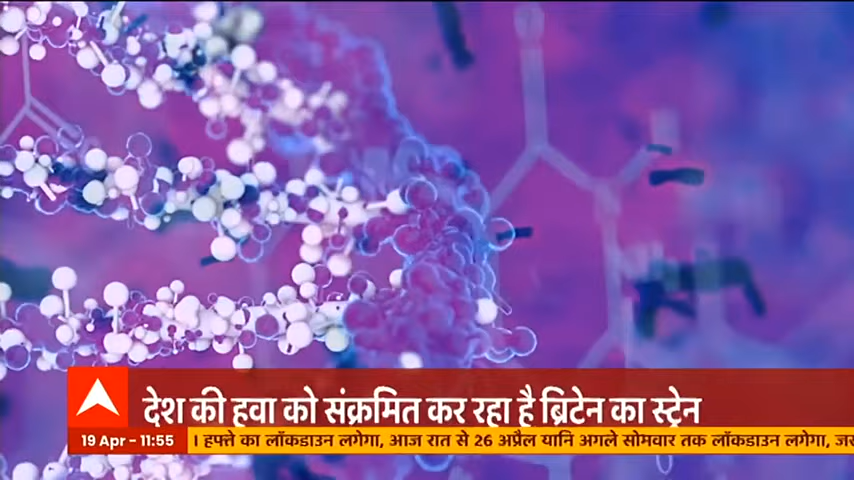 देश की हवा को संक्रमित कर रहा है ब्रिटेन का स्ट्रेन
19 Apr - 11:55
। हफ्ते का लॉकडाउन लगेगा, आज रात से 26 अप्रैल यानि अगले सोमवार तक लॉकडाउन लगेगा,